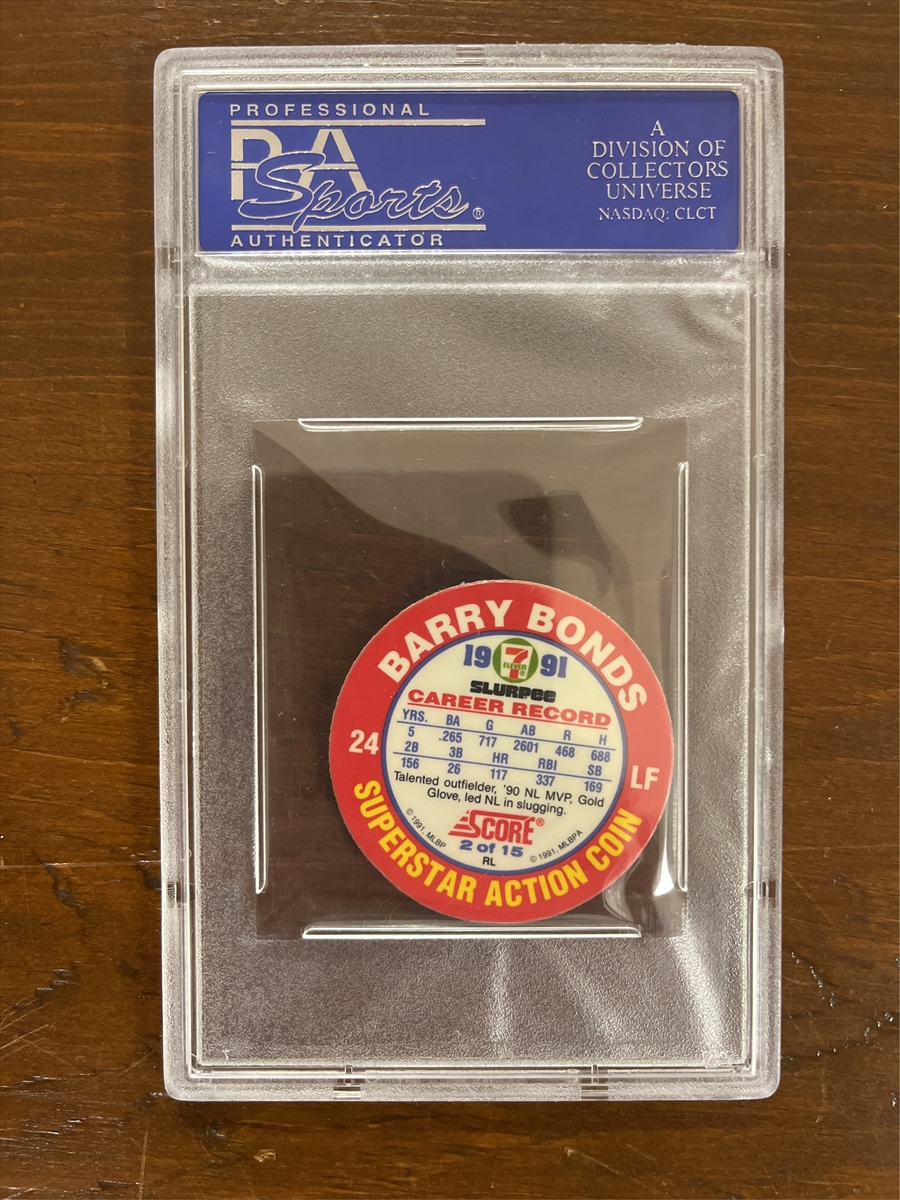 PROFESSIONAL
PSA
Sports®
AUTHENTICATOR
A
DIVISION OF
COLLECTORS
UNIVERSE
NASDAQ: CLCT
BARRY BONDS
19 7 ELEVEN ® 91
SLURPEE
CAREER RECORD
YRS. BA G AB R H
5 .265 717 2601 468 688
2B 3B HR RBI SB
156 26 117 337 169
Talented outfielder, '90 NL MVP, Gold
Glove, led NL in slugging.
SCORE®
2 of 15
RL
© 1991, MLBP
© 1991, MLBPA
24
LF
SUPERSTAR ACTION COIN